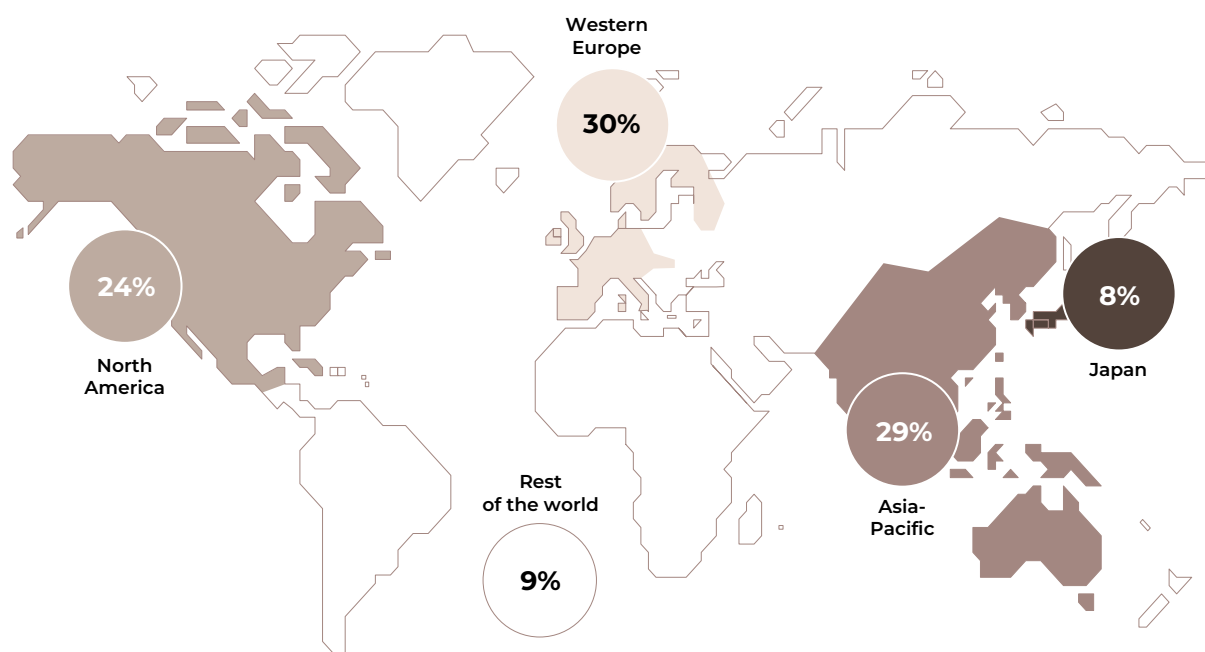 Western
Europe
30%
24%
North
America
8%
Japan
29%
Asia-
Pacific
Rest
of the world
9%